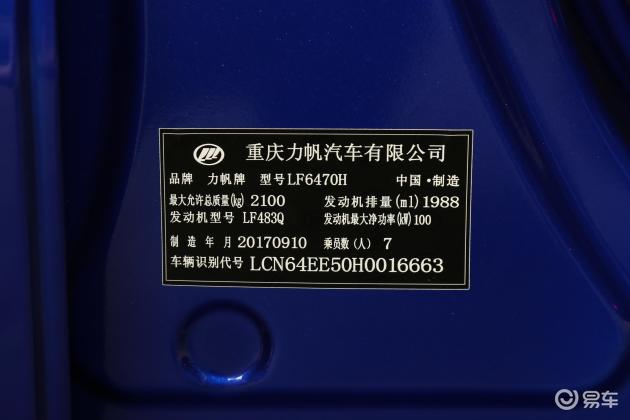 重庆力帆汽车有限公司
品牌 力帆牌 型号LF6470H 中国·制造
最大允许总质量(kg) 2100 发动机排量(ml) 1988
发动机型号 LF483Q 发动机最大净功率(kW) 100
制造年月 20170910 乘员数(人) 7
车辆识别代号 LCN64EE50H0016663
易车